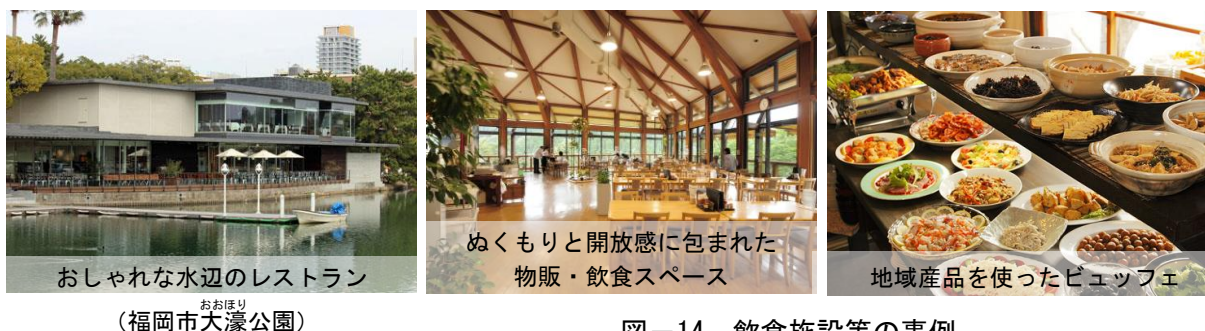 おしゃれな水辺のレストラン
おおほり
（福岡市大濠公園）
ぬくもりと開放感に包まれた
物販・飲食スペース
地域産品を使ったビュッフェ
図－14 飲食施設等の事例